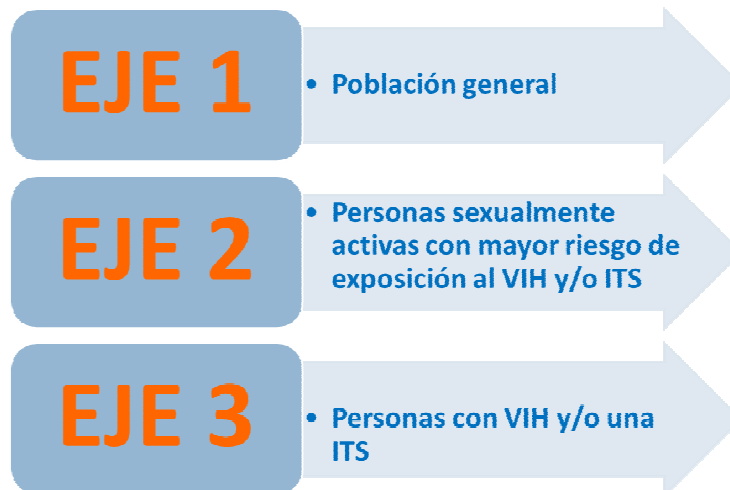 EJE 1
• Población general
EJE 2
• Personas sexualmente
activas con mayor riesgo de
exposición al VIH y/o ITS
EJE 3
• Personas con VIH y/o una
ITS